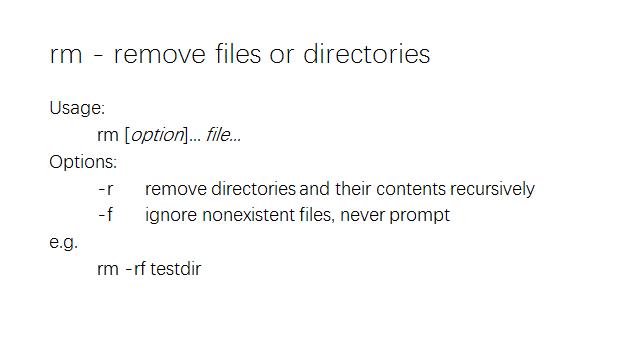 rm - remove files or directories
Usage:
rm [option]... file...
Options:
-r remove directories and their contents recursively
-f ignore nonexistent files, never prompt
e.g.
rm -rf testdir